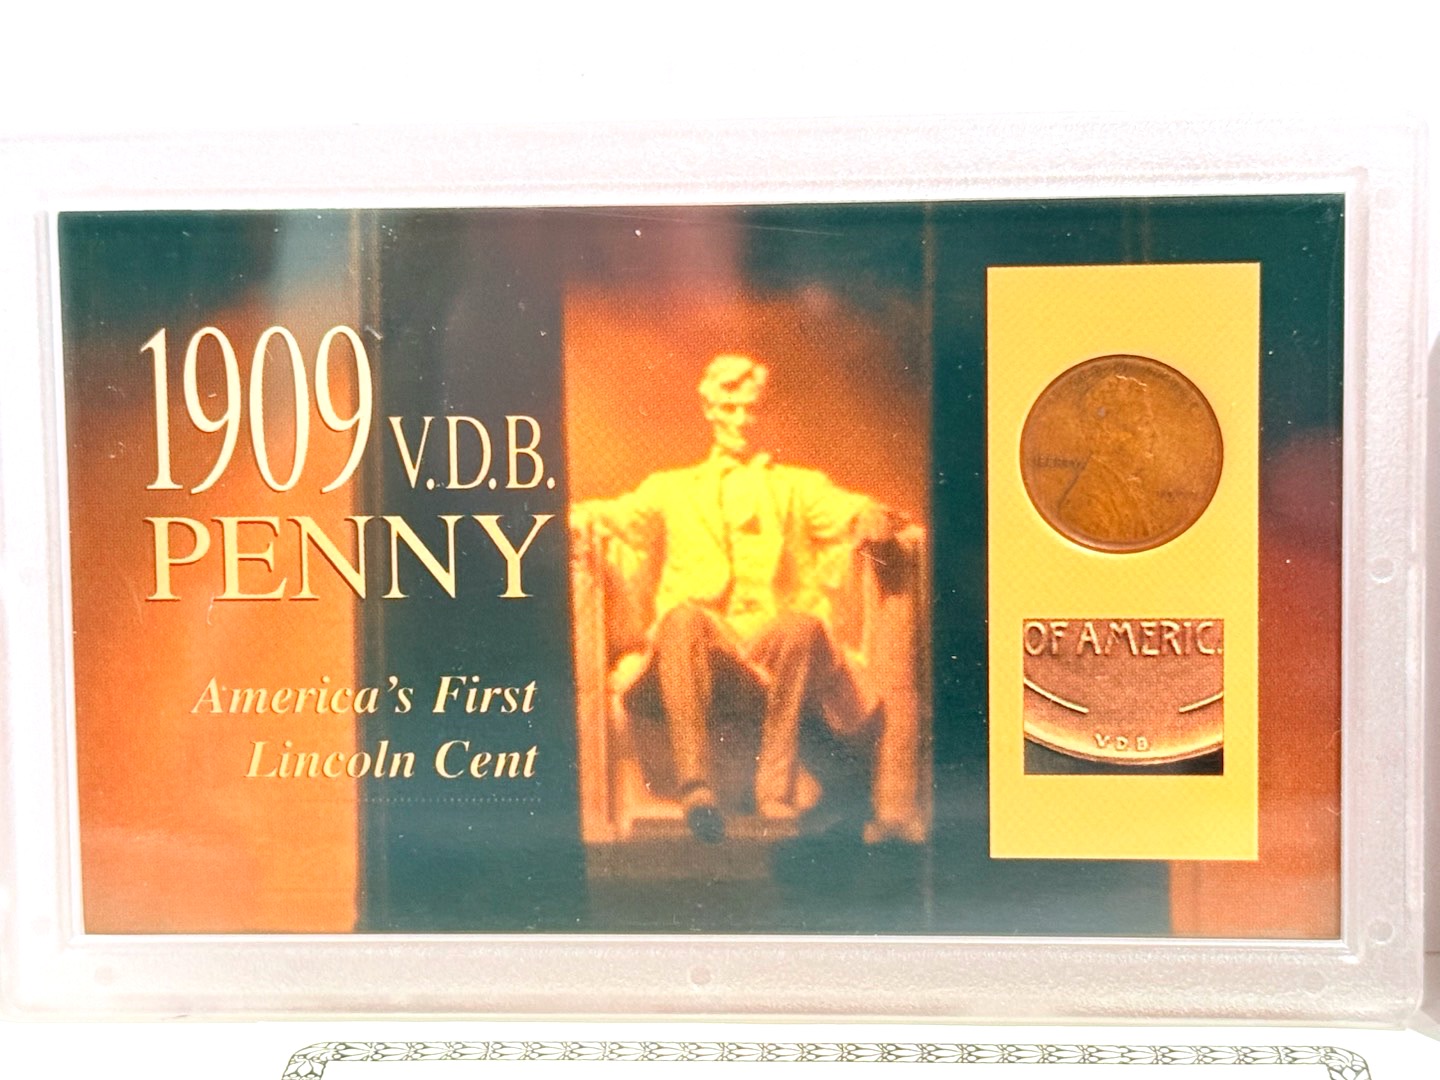 1909 V.D.B.
PENNY
America's First
Lincoln Cent
OF AMERIC
V.D.B